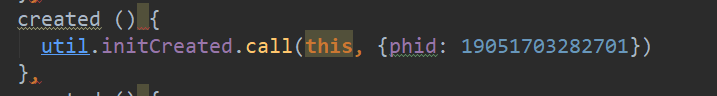 created () {
util.initCreated.call(this, {phid: 19051703282701})
},